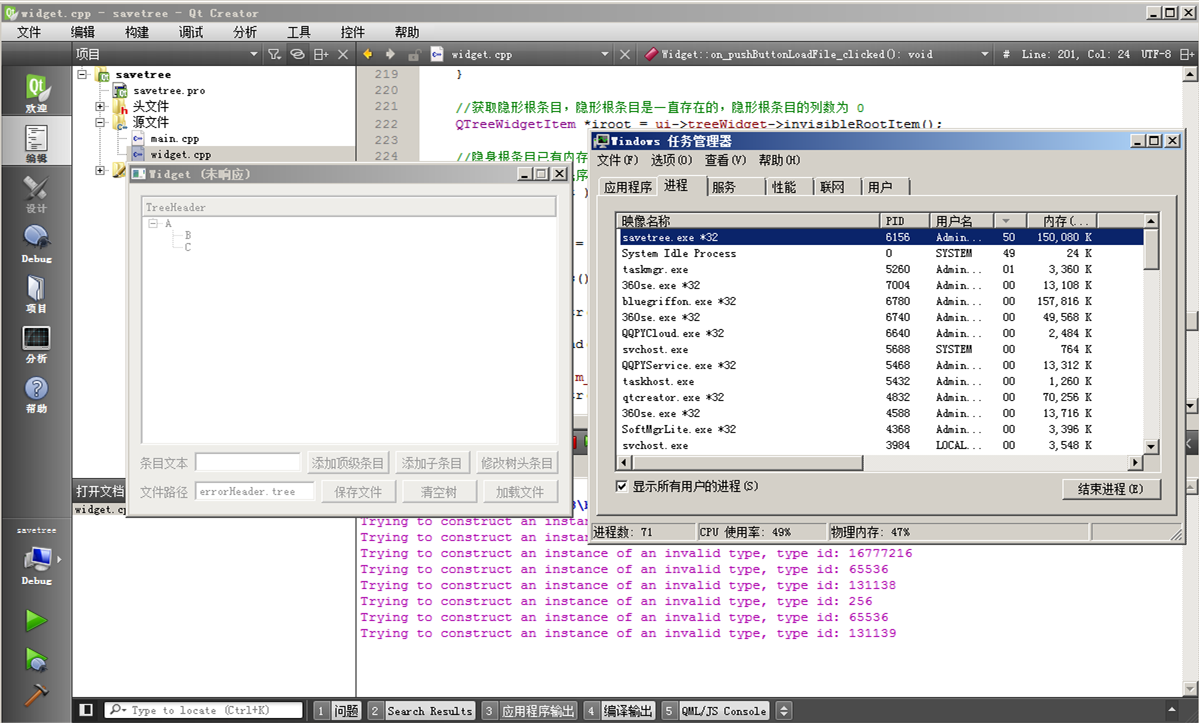 widget.cpp - savetree - Qt Creator
文件 编辑 构建 调试 分析 工具 控件 帮助
项目 widget.cpp Widget::on_pushButtonLoadFile_clicked(): void # Line: 201, Col: 24 UTF-8
欢迎
编辑
设计
Debug
项目
分析
帮助
savetree
Debug
savetree
savetree.pro
头文件
源文件
main.cpp
widget.cpp
打开文档
219 }
220
221 //获取隐形根条目，隐形根条目是一直存在的，隐形根条目的列数为 0
222 QTreeWidgetItem *iroot = ui->treeWidget->invisibleRootItem();
223
224 //隐身根条目已有内存
Widget (未响应)
TreeHeader
A
B
C
条目文本 添加顶级条目 添加子条目 修改树头条目
文件路径 errorHeader.tree 保存文件 清空树 加载文件
Windows 任务管理器
文件(F) 选项(O) 查看(V) 帮助(H)
应用程序 进程 服务 性能 联网 用户
映像名称 PID 用户名 内存(...
savetree.exe *32 6156 Admin... 50 150,080 K
System Idle Process 0 SYSTEM 49 24 K
taskmgr.exe 5260 Admin... 01 3,360 K
360se.exe *32 7004 Admin... 00 13,108 K
bluegriffon.exe *32 6780 Admin... 00 157,816 K
360se.exe *32 6740 Admin... 00 49,568 K
QQPYCloud.exe *32 6640 Admin... 00 2,484 K
svchost.exe 5688 SYSTEM 00 764 K
QQPYService.exe *32 5468 Admin... 00 13,312 K
taskhost.exe 5432 Admin... 00 1,260 K
qtcreator.exe *32 4832 Admin... 00 70,256 K
360se.exe *32 4588 Admin... 00 13,716 K
SoftMgrLite.exe *32 4368 Admin... 00 3,396 K
svchost.exe 3984 LOCAL... 00 3,548 K
显示所有用户的进程(S) 结束进程(E)
进程数: 71 CPU 使用率: 49% 物理内存: 47%
Trying to construct an instan
Trying to construct an instan
Trying to construct an instance of an invalid type, type id: 16777216
Trying to construct an instance of an invalid type, type id: 65536
Trying to construct an instance of an invalid type, type id: 131138
Trying to construct an instance of an invalid type, type id: 256
Trying to construct an instance of an invalid type, type id: 65536
Trying to construct an instance of an invalid type, type id: 131139
Type to locate (Ctrl+K) 1 问题 2 Search Results 3 应用程序输出 4 编译输出 5 QML/JS Console